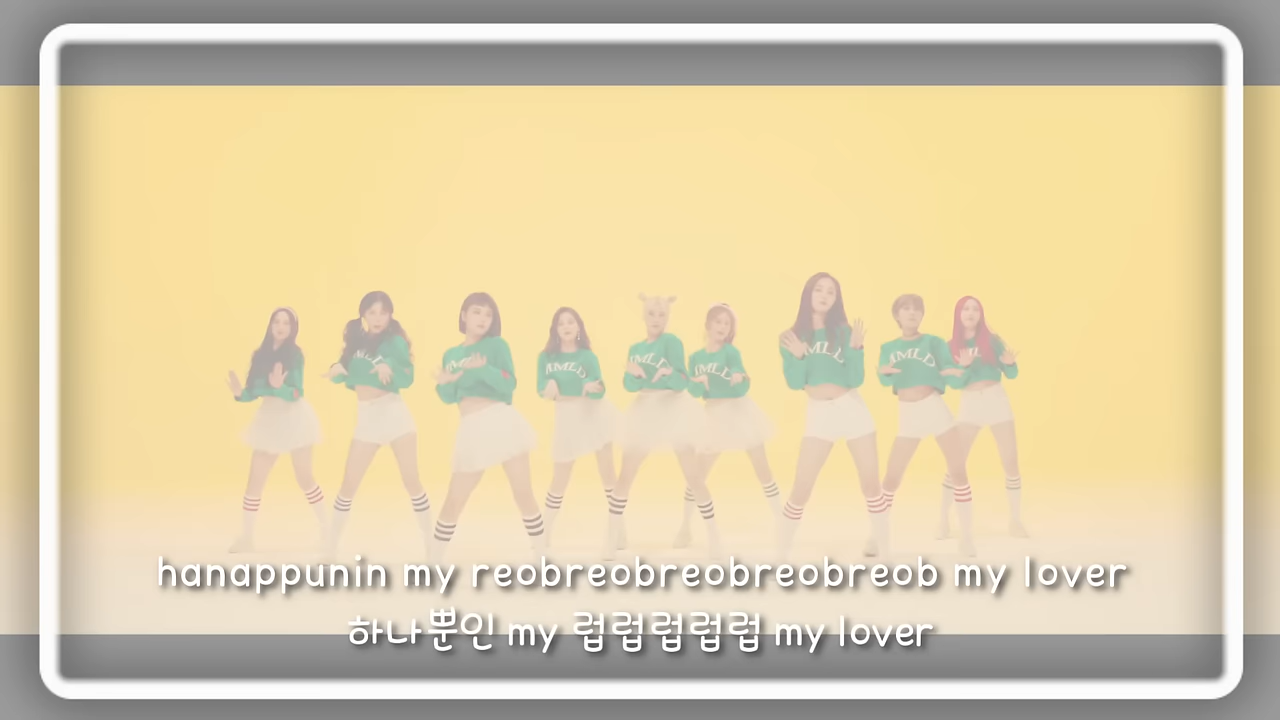 hanappunin my reobreobreobreobreob my lover
하나뿐인 my 럽럽럽럽럽 my lover